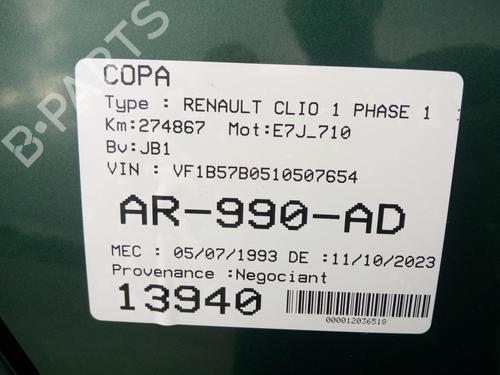 B-PARTS
COPA
Type : RENAULT CLIO 1 PHASE 1
Km:274867 Mot:E7J_710
Bv:JB1
VIN : VF1B57B0510507654
AR-990-AD
MEC : 05/07/1993 DE :11/10/2023
Provenance :Negociant
13940
000012036518